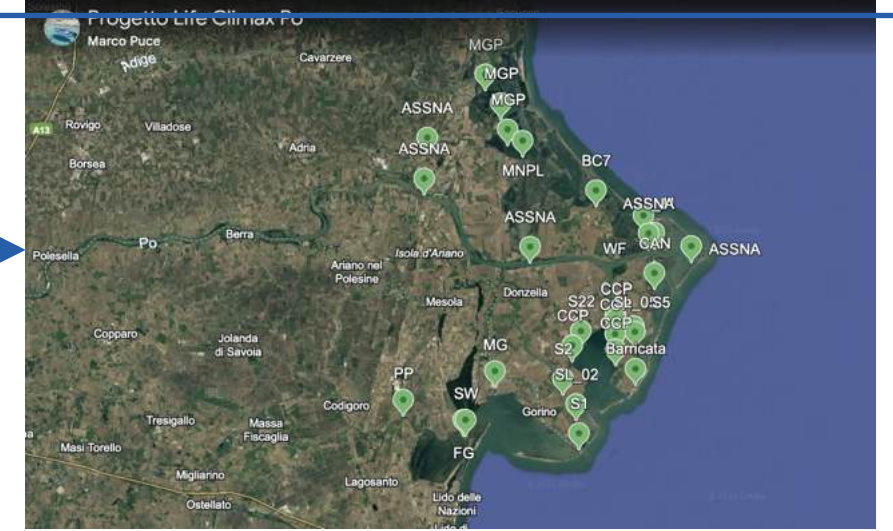 Progetto Life Climax Po
Marco Puce
Adige
Cavarzere
MGP
MGP
MGP
ASSNA
A13
Rovigo
Villadose
Adria
ASSNA
Borsea
MNPL
BC7
ASSNA
ASSNA
Polesella
Po
Berra
Isola d'Ariano
WF
CAN
ASSNA
Ariano nel
Polesine
Mesola
Donzella
CCP
S22
S5
CCP
CCP
Copparo
Jolanda
di Savoia
MG
S2
Barricata
PP
SL_02
SW
Codigoro
Gorino
S1
Tresigallo
Massa
Fiscaglia
Masi Torello
FG
Migliarino
Lagosanto
Ostellato
Lido delle
Nazioni